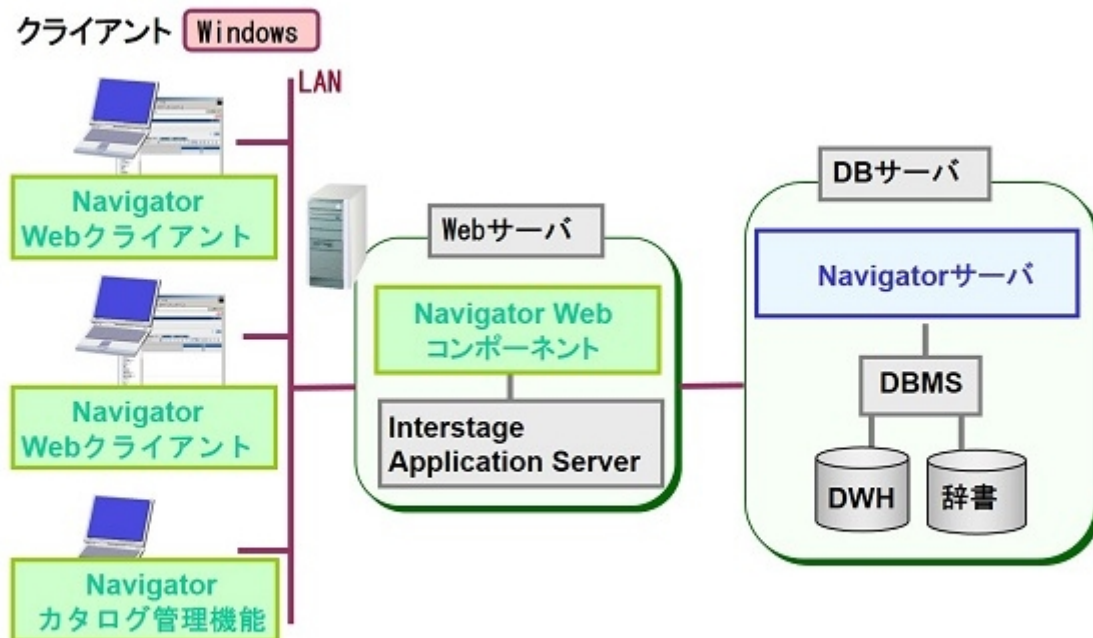 クライアント Windows
LAN
Navigator
Webクライアント
Navigator
Webクライアント
Navigator
カタログ管理機能
Webサーバ
Navigator Web
コンポーネント
Interstage
Application Server
DBサーバ
Navigatorサーバ
DBMS
DWH 辞書